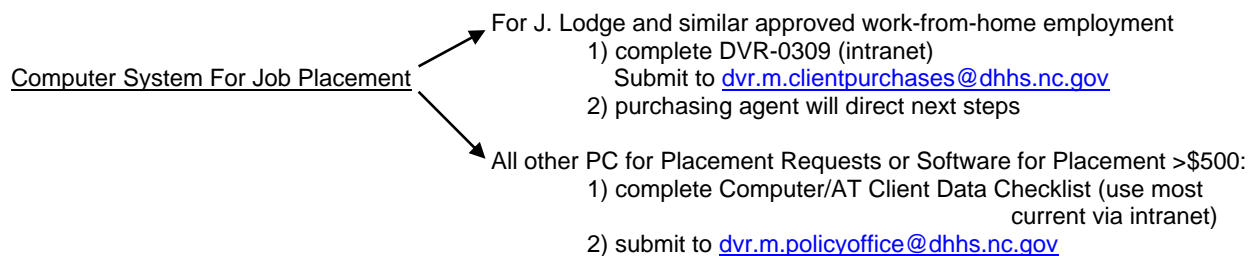 For J. Lodge and similar approved work-from-home employment
1) complete DVR-0309 (intranet)
Computer System For Job Placement
Submit to dvr.m.clientpurchases@dhhs.nc.gov
2) purchasing agent will direct next steps
All other PC for Placement Requests or Software for Placement >$500:
1) complete Computer/AT Client Data Checklist (use most
current via intranet)
2) submit to dvr.m.policyoffice@dhhs.nc.gov